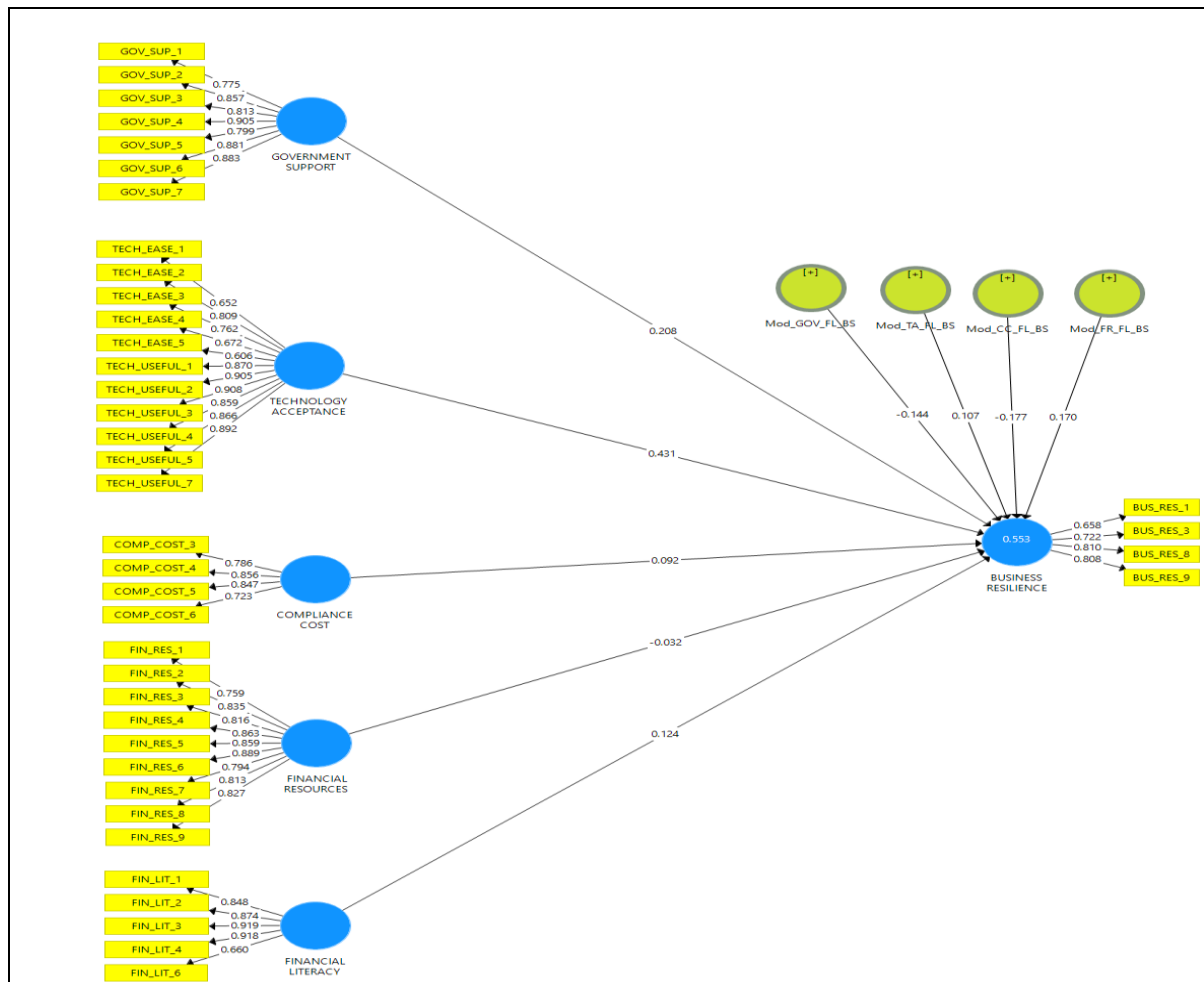 GOV_SUP_1
GOV_SUP_2
GOV_SUP_3
GOV_SUP_4
GOV_SUP_5
GOV_SUP_6
GOV_SUP_7
0.775
0.857
0.813
0.905
0.799
0.881
0.883
GOVERNMENT
SUPPORT
TECH_EASE_1
TECH_EASE_2
TECH_EASE_3
TECH_EASE_4
TECH_EASE_5
TECH_USEFUL_1
TECH_USEFUL_2
TECH_USEFUL_3
TECH_USEFUL_4
TECH_USEFUL_5
TECH_USEFUL_7
0.652
0.809
0.762
0.672
0.606
0.870
0.905
0.908
0.859
0.866
0.892
TECHNOLOGY
ACCEPTANCE
COMP_COST_3
COMP_COST_4
COMP_COST_5
COMP_COST_6
0.786
0.856
0.847
0.723
COMPLIANCE
COST
FIN_RES_1
FIN_RES_2
FIN_RES_3
FIN_RES_4
FIN_RES_5
FIN_RES_6
FIN_RES_7
FIN_RES_8
FIN_RES_9
0.759
0.835
0.816
0.863
0.859
0.889
0.794
0.813
0.827
FINANCIAL
RESOURCES
FIN_LIT_1
FIN_LIT_2
FIN_LIT_3
FIN_LIT_4
FIN_LIT_6
0.848
0.874
0.919
0.918
0.660
FINANCIAL
LITERACY
0.208
0.431
0.092
-0.032
0.124
[+]
[+]
[+]
[+]
Mod_GOV_FL_BS
Mod_TA_FL_BS
Mod_CC_FL_BS
Mod_FR_FL_BS
-0.144
0.107
-0.177
0.170
0.553
BUSINESS
RESILIENCE
0.658
0.722
0.810
0.808
BUS_RES_1
BUS_RES_3
BUS_RES_8
BUS_RES_9